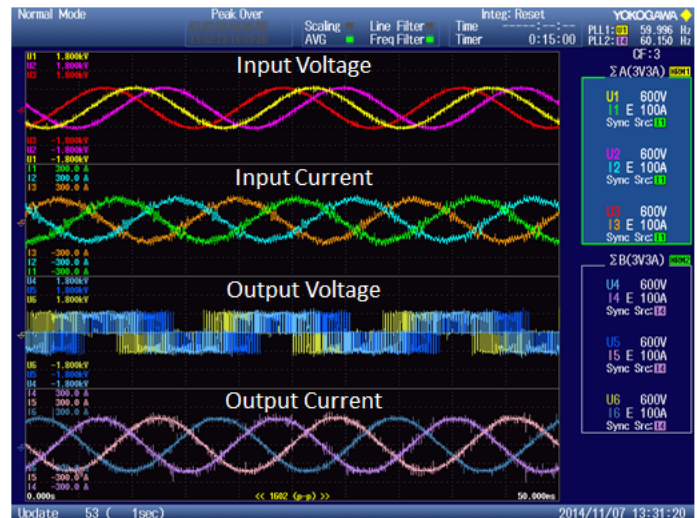 Normal Mode
Peak Over
Scaling
Line Filter
AVG
Freq Filter
Integ: Reset
Time -----:--:--
Timer 0:15:00
YOKOGAWA
PLL1: U1 59.996 Hz
PLL2: I4 60.150 Hz
CF:3
U1 1.800kV
U2 1.800kV
U3 1.800kV
Input Voltage
U3 -1.800kV
U2 -1.800kV
U1 -1.800kV
I1 300.0 A
I2 300.0 A
I3 300.0 A
Input Current
I3 -300.0 A
I2 -300.0 A
I1 -300.0 A
U4 1.800kV
U5 1.800kV
U6 1.800kV
Output Voltage
U6 -1.800kV
U5 -1.800kV
U4 -1.800kV
I4 300.0 A
I5 300.0 A
I6 300.0 A
Output Current
I5 -300.0 A
I4 -300.0 A
0.000s
<< 1602 (p-p) >>
50.000ms
ΣA(3V3A) HRM1
U1 600V
I1 E 100A
Sync Src: I1
U2 600V
I2 E 100A
Sync Src: I1
U3 600V
I3 E 100A
Sync Src: I1
ΣB(3V3A) HRM2
U4 600V
I4 E 100A
Sync Src: I4
U5 600V
I5 E 100A
Sync Src: I4
U6 600V
I6 E 100A
Sync Src: I4
Update 53 ( 1sec)
2014/11/07 13:31:20